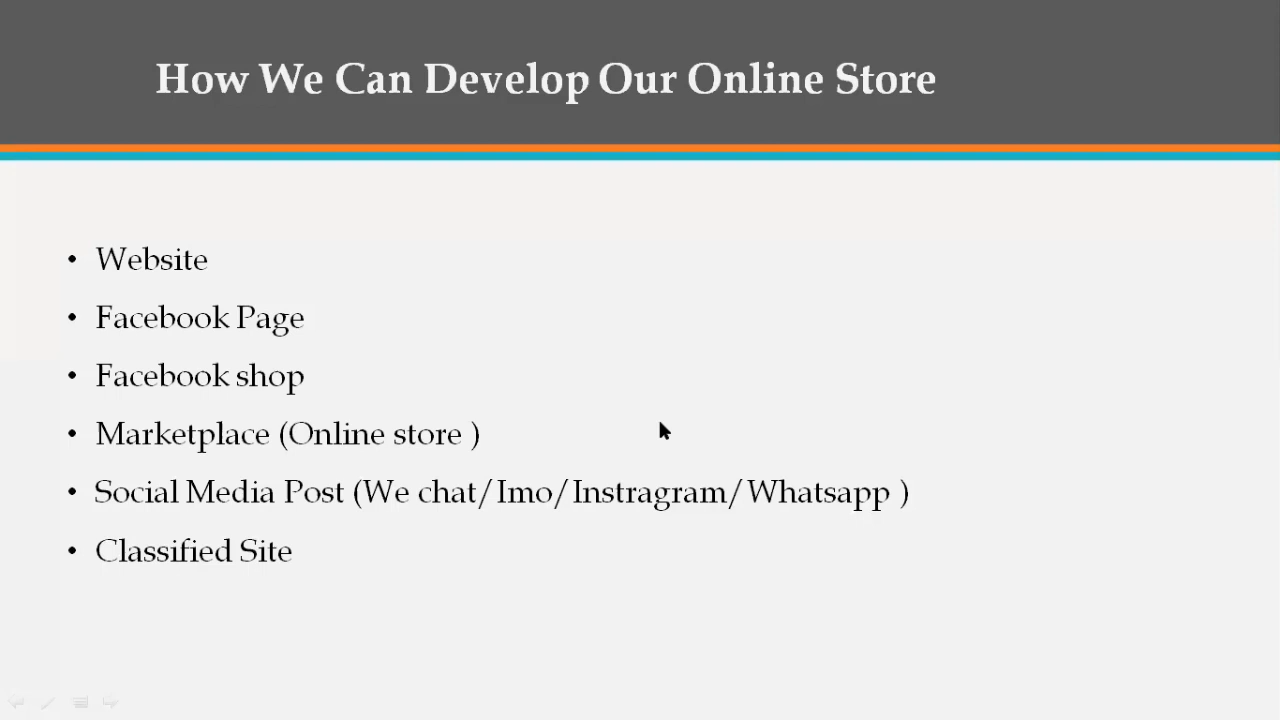 How We Can Develop Our Online Store
• Website
• Facebook Page
• Facebook shop
• Marketplace (Online store )
• Social Media Post (We chat/Imo/Instragram/Whatsapp )
• Classified Site